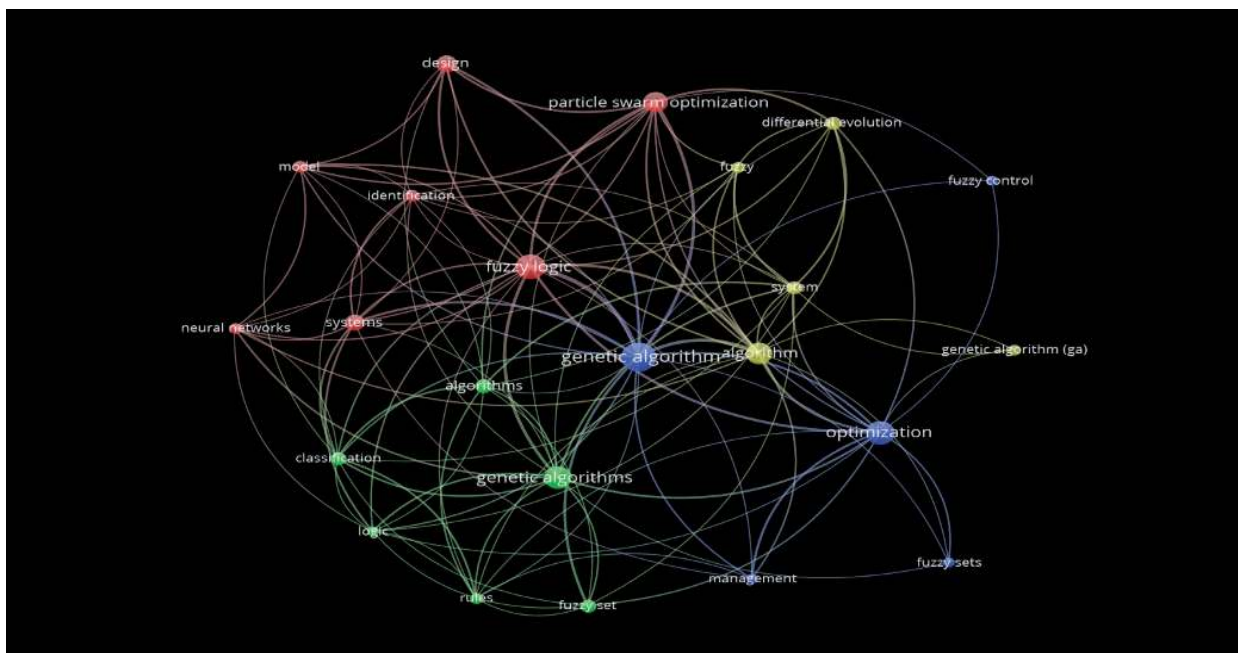 design
particle swarm optimization
differential evolution
model
fuzzy
fuzzy control
identification
fuzzy logic
system
neural networks
systems
genetic algorithm
algorithm
genetic algorithm (ga)
algorithms
optimization
classification
genetic algorithms
logic
fuzzy sets
management
rules
fuzzy set